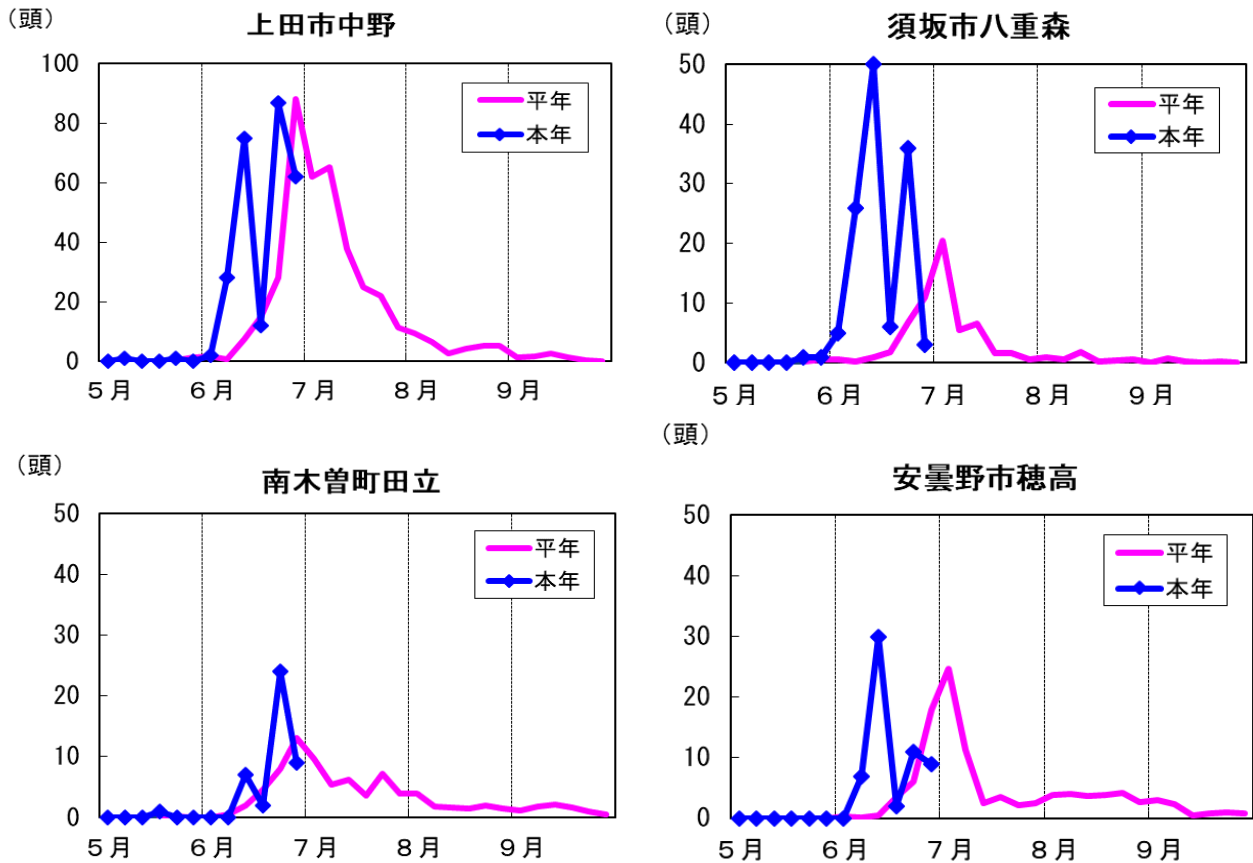 （頭）
上田市中野
100
80
60
40
20
0
平年
本年
５月
６月
７月
８月
９月
（頭）
須坂市八重森
50
40
30
20
10
0
平年
本年
５月
６月
７月
８月
９月
（頭）
南木曽町田立
50
40
30
20
10
0
平年
本年
５月
６月
７月
８月
９月
（頭）
安曇野市穂高
50
40
30
20
10
0
平年
本年
５月
６月
７月
８月
９月